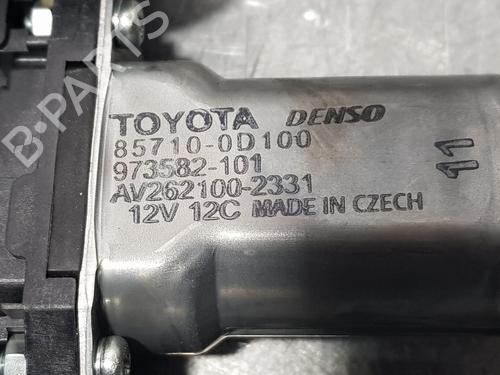 TOYOTA DENSO
85710-0D100
973582-101
AV262100-2331
12V 12C MADE IN CZECH
11
B-PARTS